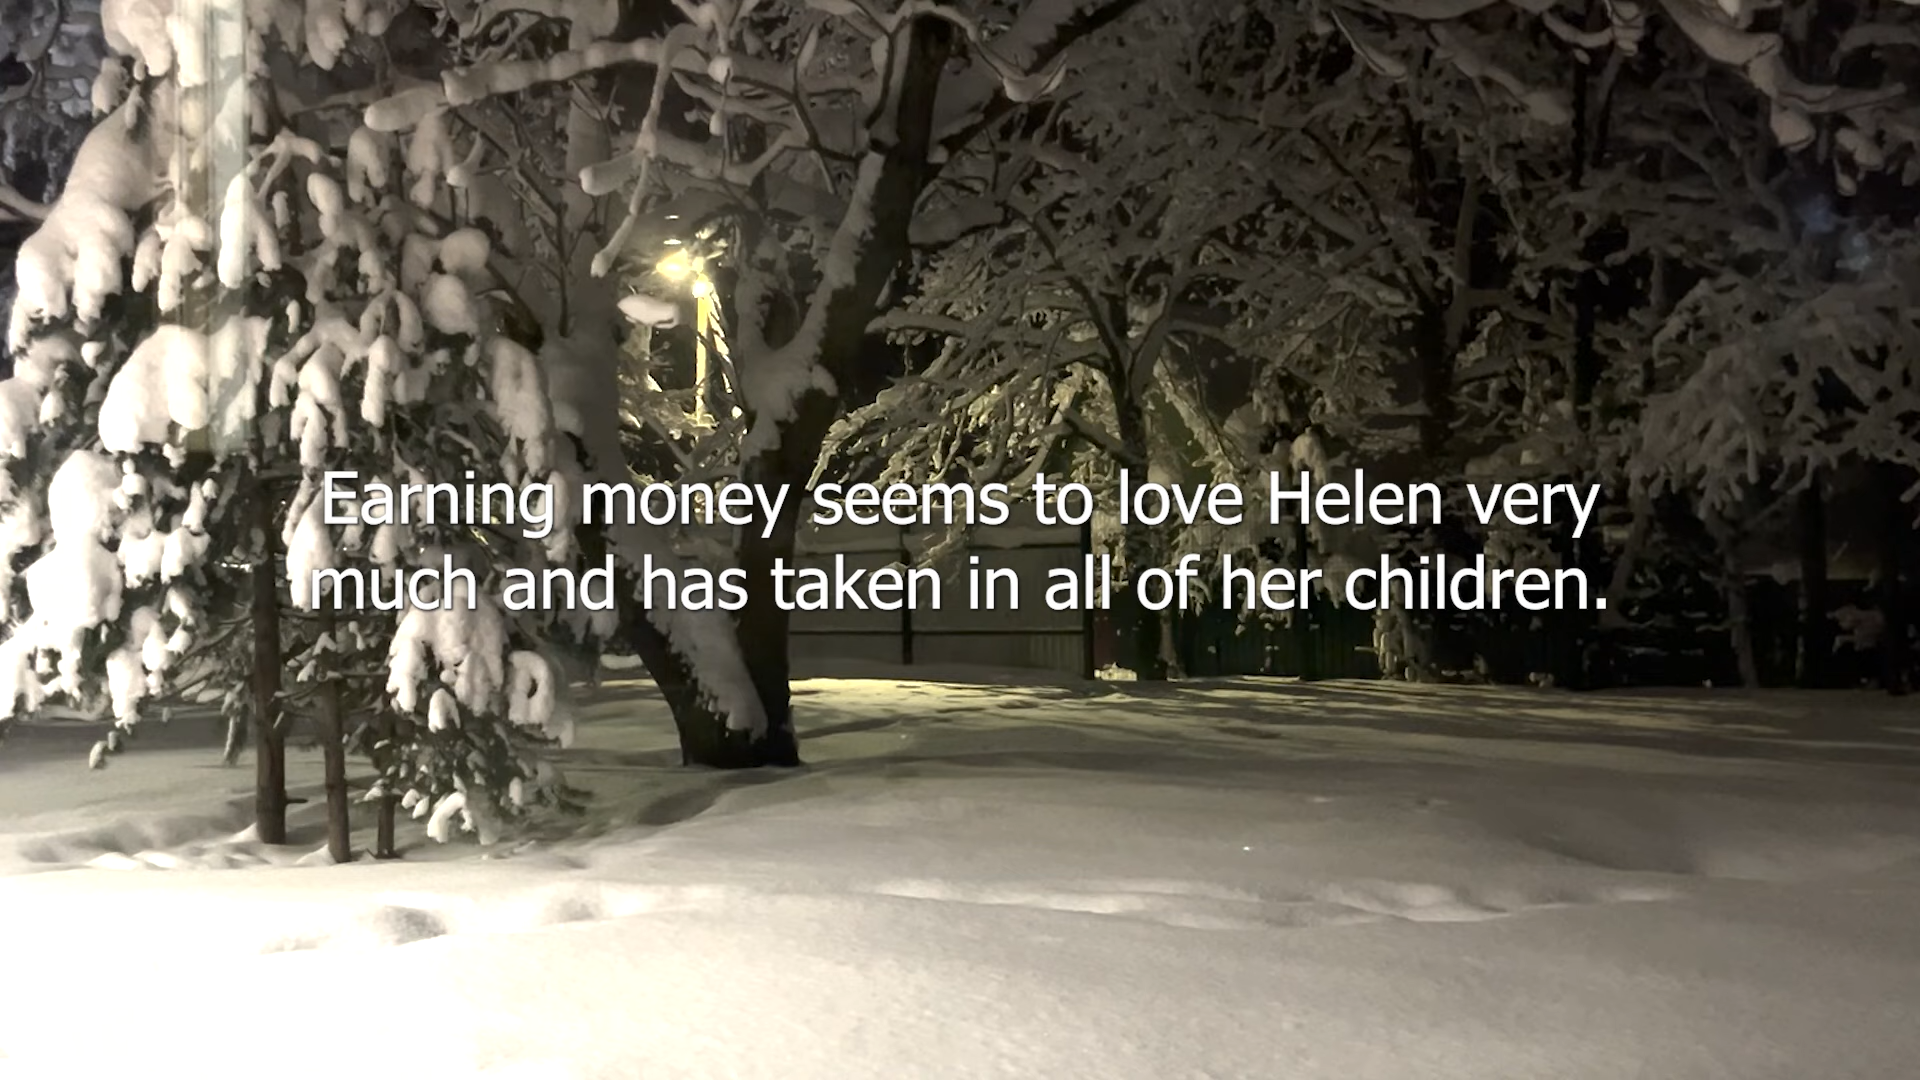 Earning money seems to love Helen very
much and has taken in all of her children.